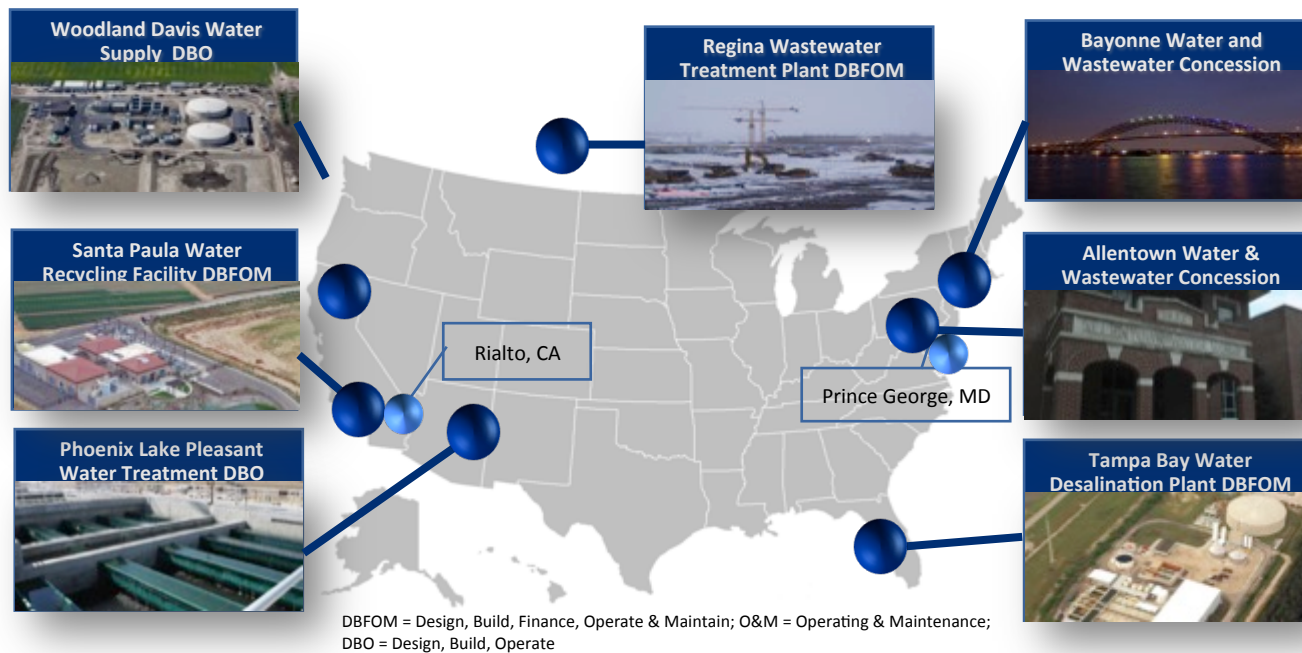 Woodland Davis Water
Supply DBO
Regina Wastewater
Treatment Plant DBFOM
Bayonne Water and
Wastewater Concession
Santa Paula Water
Recycling Facility DBFOM
Allentown Water &
Wastewater Concession
Rialto, CA
Prince George, MD
Phoenix Lake Pleasant
Water Treatment DBO
Tampa Bay Water
Desalination Plant DBFOM
DBFOM = Design, Build, Finance, Operate & Maintain; O&M = Operating & Maintenance;
DBO = Design, Build, Operate